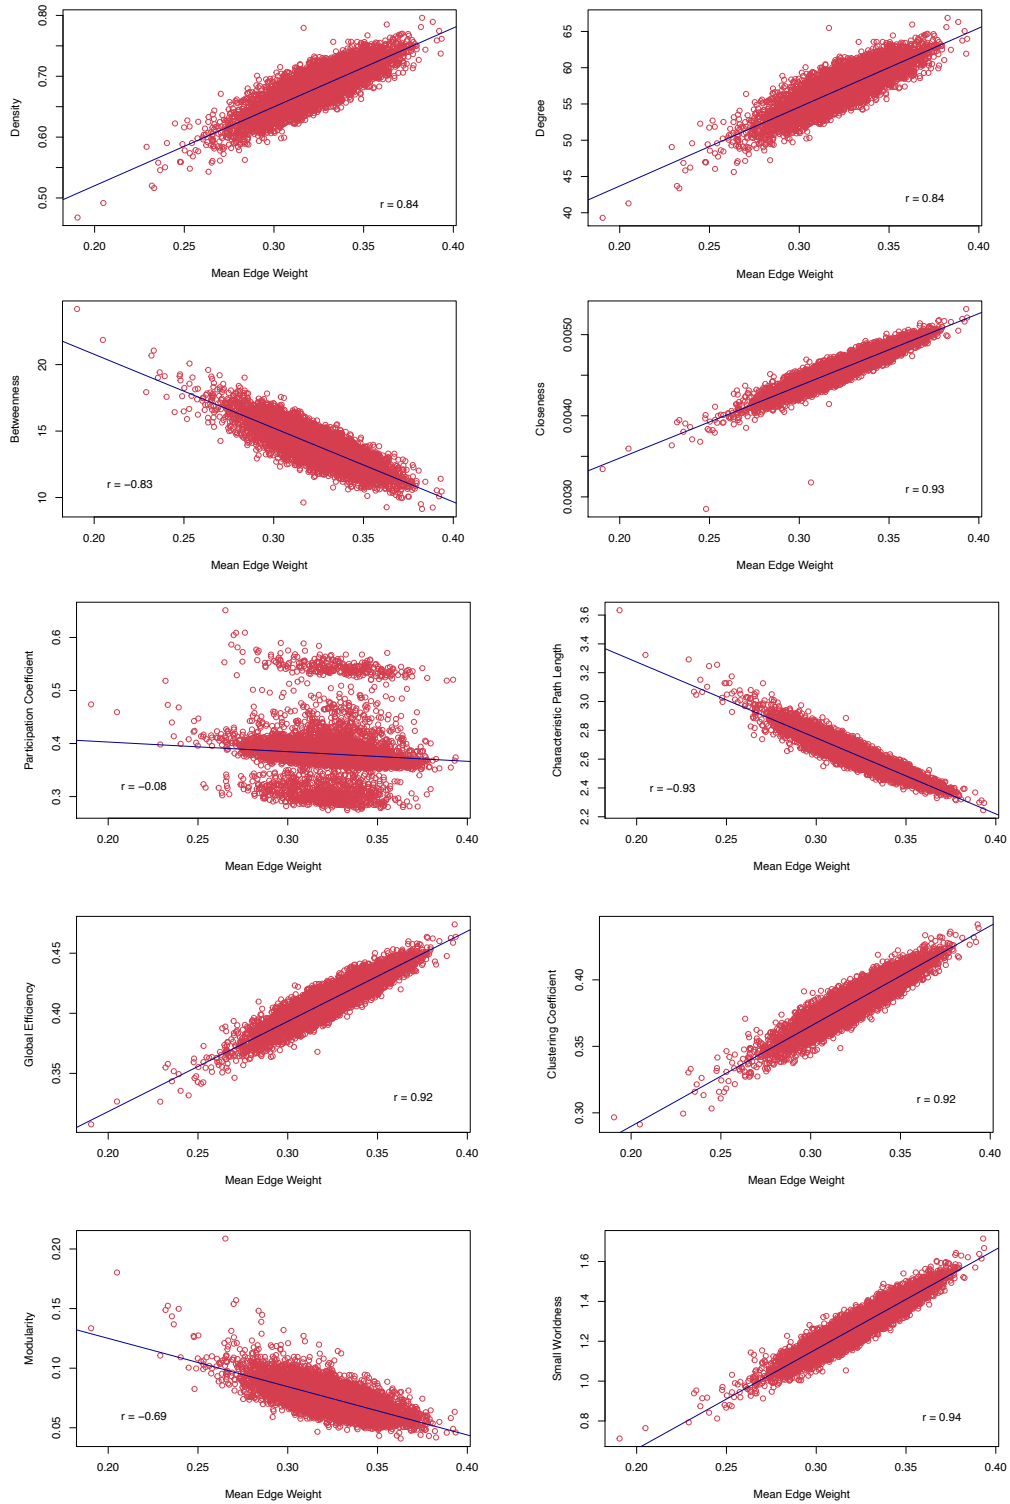 Density
0.50 0.60 0.70 0.80
r = 0.84
0.20 0.25 0.30 0.35 0.40
Mean Edge Weight
Degree
40 45 50 55 60 65
r = 0.84
0.20 0.25 0.30 0.35 0.40
Mean Edge Weight
Betweenness
10 15 20
r = −0.83
0.20 0.25 0.30 0.35 0.40
Mean Edge Weight
Closeness
0.0030 0.0040 0.0050
r = 0.93
0.20 0.25 0.30 0.35 0.40
Mean Edge Weight
Participation Coefficient
0.3 0.4 0.5 0.6
r = −0.08
0.20 0.25 0.30 0.35 0.40
Mean Edge Weight
Characteristic Path Length
2.2 2.4 2.6 2.8 3.0 3.2 3.4 3.6
r = −0.93
0.20 0.25 0.30 0.35 0.40
Mean Edge Weight
Global Efficiency
0.35 0.40 0.45
r = 0.92
0.20 0.25 0.30 0.35 0.40
Mean Edge Weight
Clustering Coefficient
0.30 0.35 0.40
r = 0.92
0.20 0.25 0.30 0.35 0.40
Mean Edge Weight
Modularity
0.05 0.10 0.15 0.20
r = −0.69
0.20 0.25 0.30 0.35 0.40
Mean Edge Weight
Small Worldness
0.8 1.0 1.2 1.4 1.6
r = 0.94
0.20 0.25 0.30 0.35 0.40
Mean Edge Weight